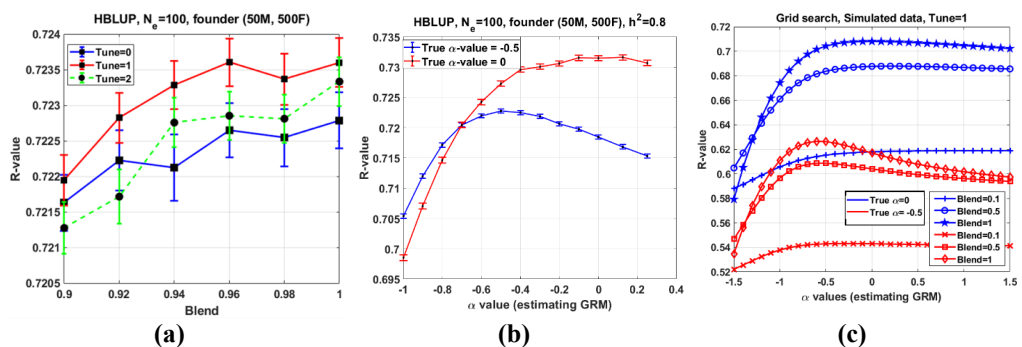 HBLUP, Ne=100, founder (50M, 500F)
R-value
0.724
0.7235
0.723
0.7225
0.722
0.7215
0.721
0.7205
Tune=0
Tune=1
Tune=2
0.9
0.92
0.94
0.96
0.98
1
Blend
(a)
HBLUP, Ne=100, founder (50M, 500F), h²=0.8
R-value
0.735
0.73
0.725
0.72
0.715
0.71
0.705
0.7
0.695
True α-value = -0.5
True α-value = 0
-1
-0.8
-0.6
-0.4
-0.2
0
0.2
0.4
α value (estimating GRM)
(b)
Grid search, Simulated data, Tune=1
R-value
0.72
0.7
0.68
0.66
0.64
0.62
0.6
0.58
0.56
0.54
0.52
True α=0
True α= -0.5
Blend=0.1
Blend=0.5
Blend=1
Blend=0.1
Blend=0.5
Blend=1
-1.5
-1
-0.5
0
0.5
1
1.5
α values (estimating GRM)
(c)